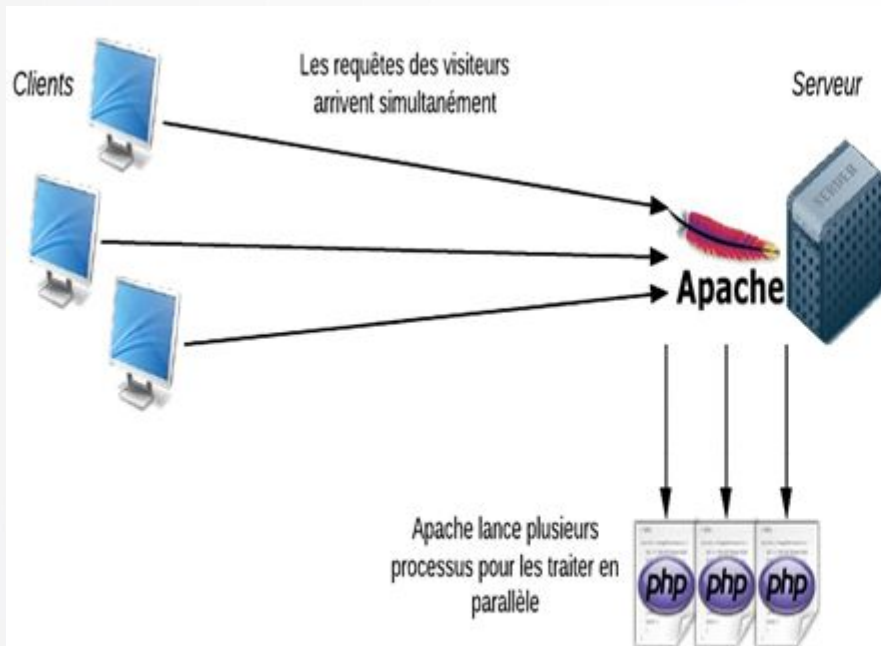 Clients
Les requêtes des visiteurs
arrivent simultanément
Serveur
SERVER
Apache
Apache lance plusieurs
processus pour les traiter en
parallèle
php
php
php